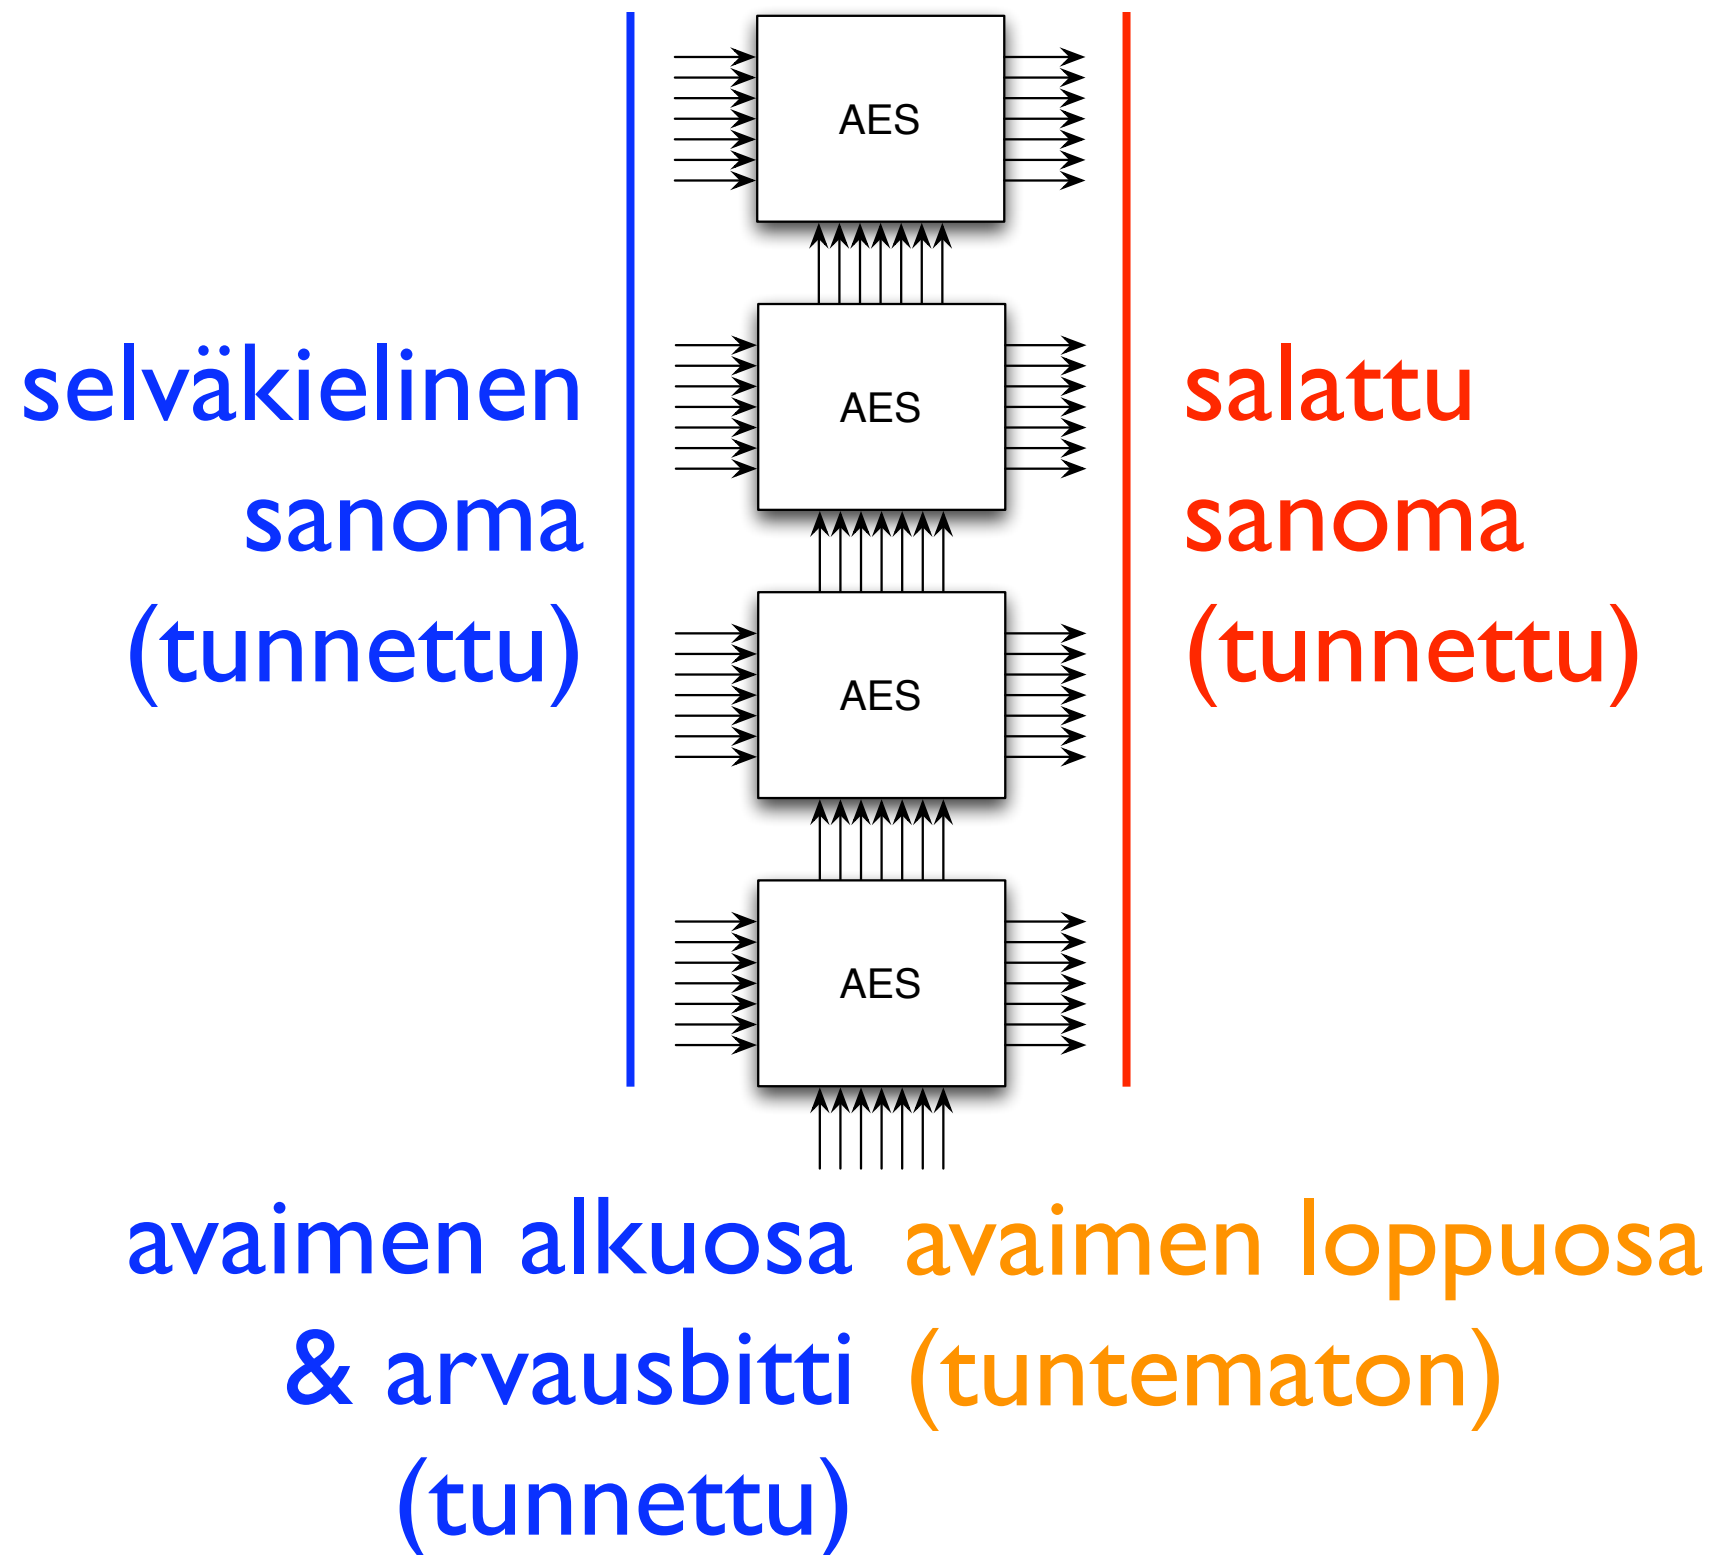 AES
AES
AES
AES
selväkielinen
sanoma
(tunnettu)
salattu
sanoma
(tunnettu)
avaimen alkuosa
& arvausbitti
(tunnettu)
avaimen loppuosa
(tuntematon)